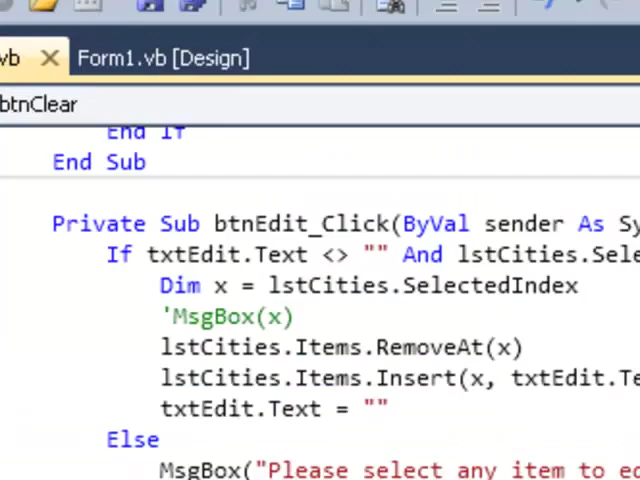 vb Form1.vb [Design]
btnClear
End If
End Sub
Private Sub btnEdit_Click(ByVal sender As Sy
If txtEdit.Text <> "" And lstCities.Sele
Dim x = lstCities.SelectedIndex
'MsgBox(x)
lstCities.Items.RemoveAt(x)
lstCities.Items.Insert(x, txtEdit.Te
txtEdit.Text = ""
Else
MsgBox("Please select any item to ed